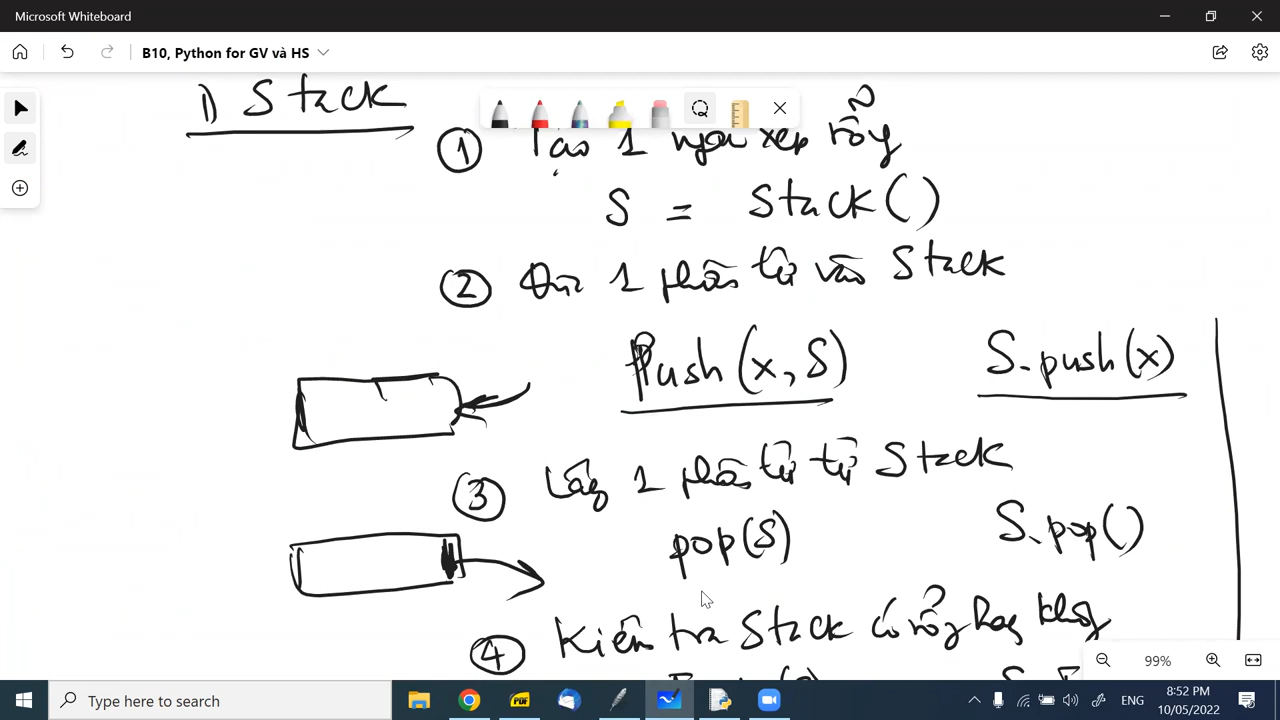 Microsoft Whiteboard
B10, Python for GV và HS
1) Stack
① Tạo 1 ngăn xếp rỗng
S = Stack()
② Đưa 1 phần tử vào Stack
Push(x, S) S.push(x)
③ Lấy 1 phần tử từ Stack
pop(S) S.pop()
④ Kiểm tra Stack có rỗng hay không
99%
Type here to search
PDF
ENG
8:52 PM
10/05/2022